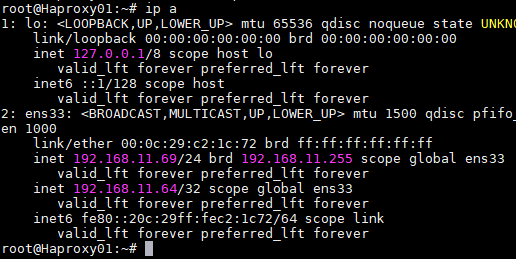 root@Haproxy01:~# ip a
1: lo: <LOOPBACK,UP,LOWER_UP> mtu 65536 qdisc noqueue state UNKNO
link/loopback 00:00:00:00:00:00 brd 00:00:00:00:00:00
inet 127.0.0.1/8 scope host lo
valid_lft forever preferred_lft forever
inet6 ::1/128 scope host
valid_lft forever preferred_lft forever
2: ens33: <BROADCAST,MULTICAST,UP,LOWER_UP> mtu 1500 qdisc pfifo_
en 1000
link/ether 00:0c:29:c2:1c:72 brd ff:ff:ff:ff:ff:ff
inet 192.168.11.69/24 brd 192.168.11.255 scope global ens33
valid_lft forever preferred_lft forever
inet 192.168.11.64/32 scope global ens33
valid_lft forever preferred_lft forever
inet6 fe80::20c:29ff:fec2:1c72/64 scope link
valid_lft forever preferred_lft forever
root@Haproxy01:~#